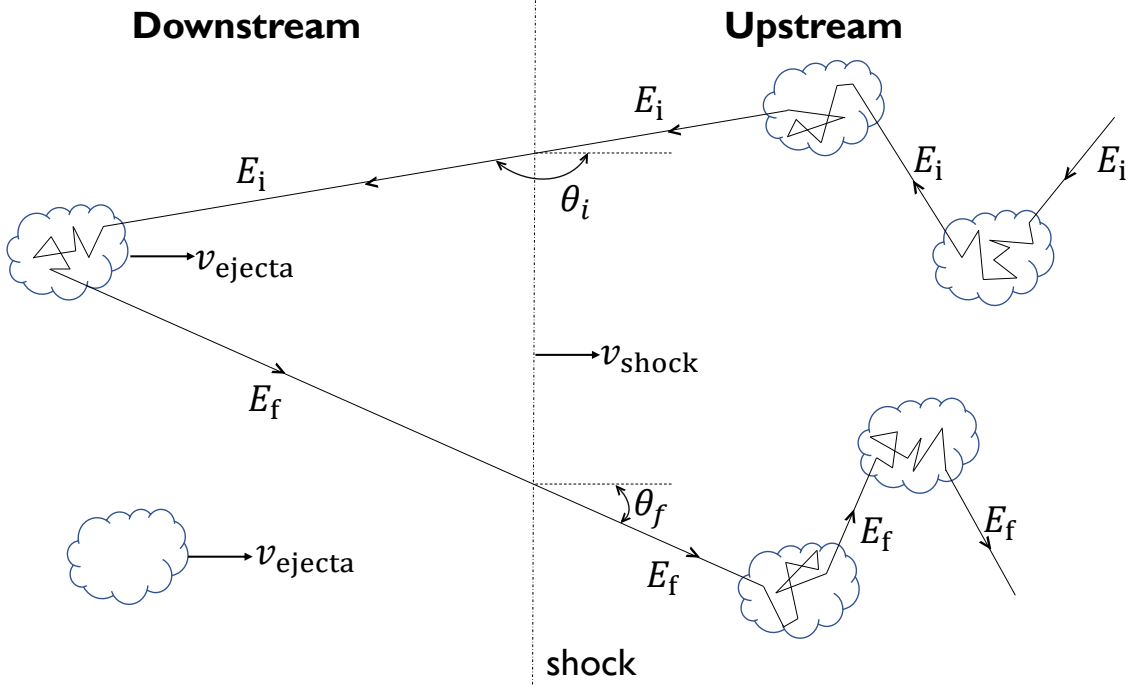 Downstream
Upstream
E_i
E_i
E_i
E_i
θ_i
v_ejecta
v_shock
E_f
θ_f
E_f
E_f
E_f
v_ejecta
shock